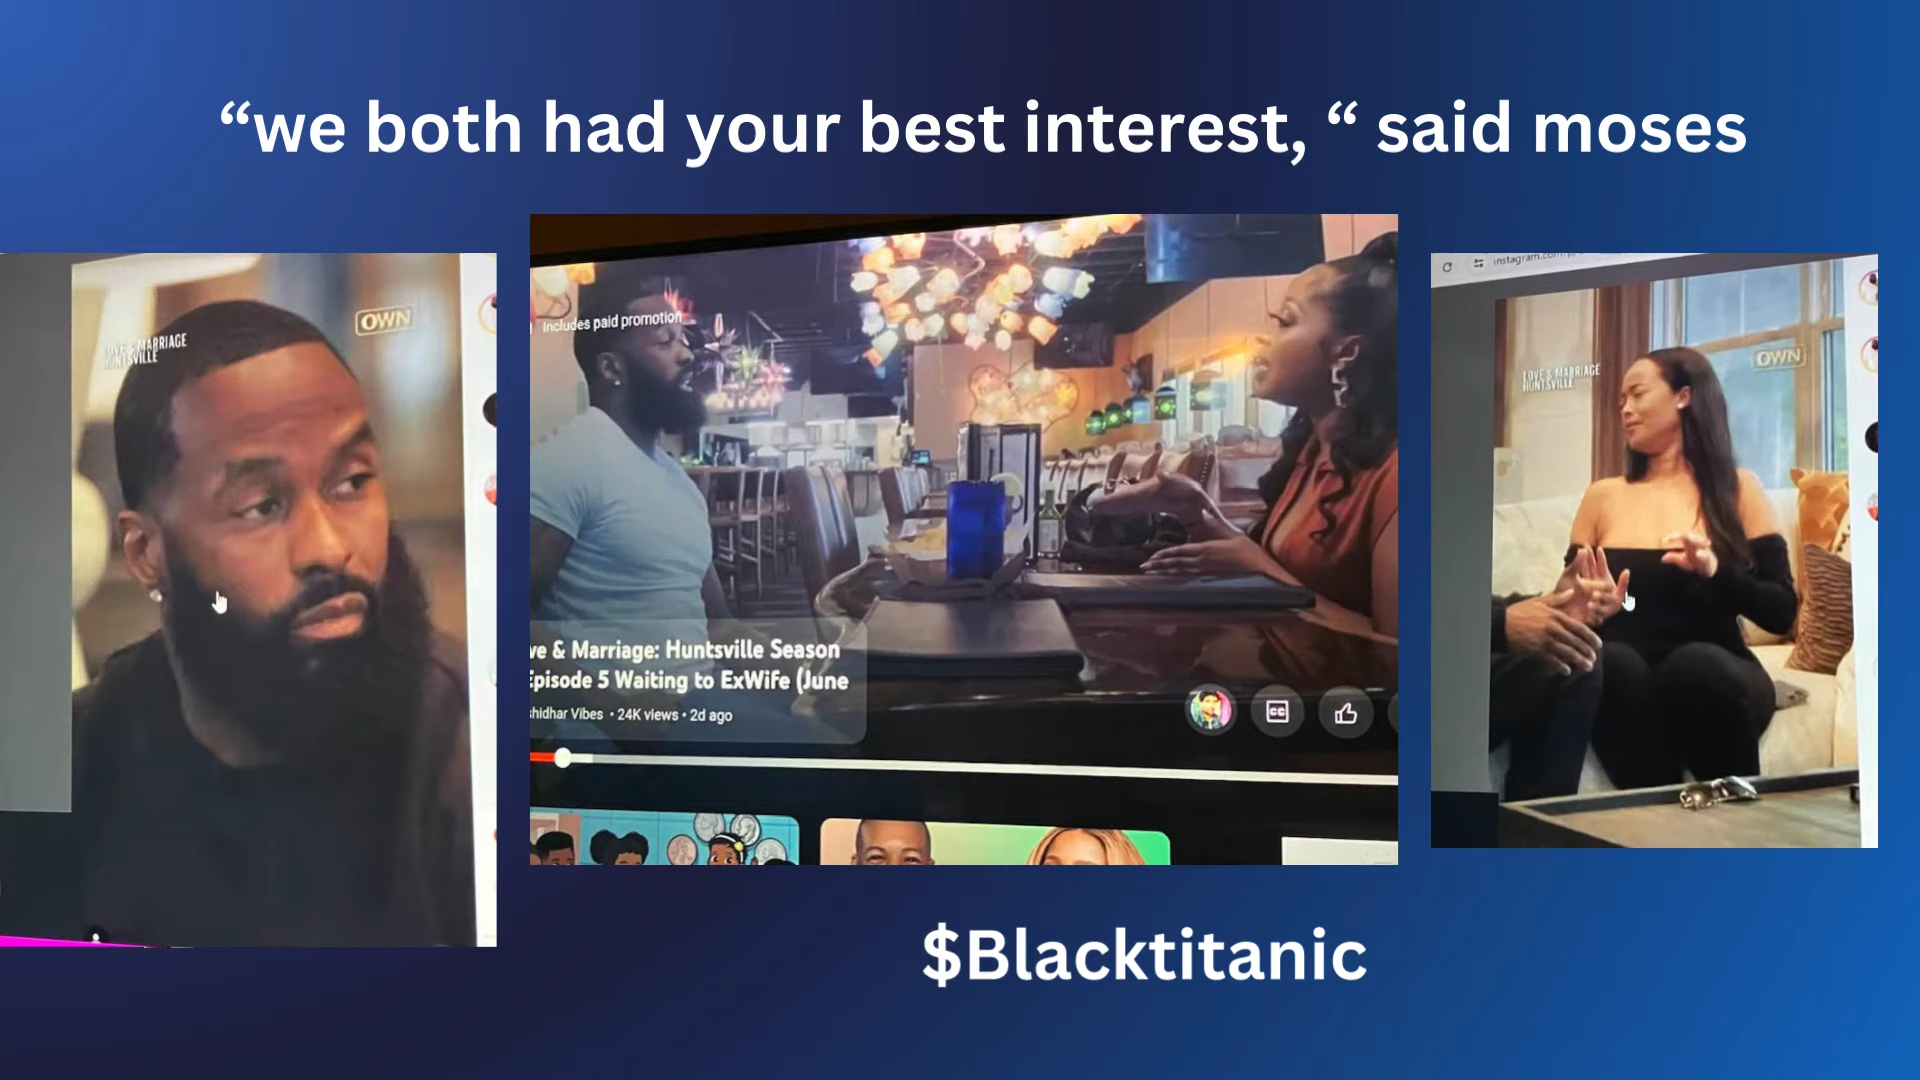 “we both had your best interest, “ said moses
OWN
LOVE & MARRIAGE
HUNTSVILLE
Includes paid promotion
ve & Marriage: Huntsville Season
Episode 5 Waiting to ExWife (June
hidhar Vibes • 24K views • 2d ago
CC
instagram.com
OWN
LOVE & MARRIAGE
HUNTSVILLE
$Blacktitanic